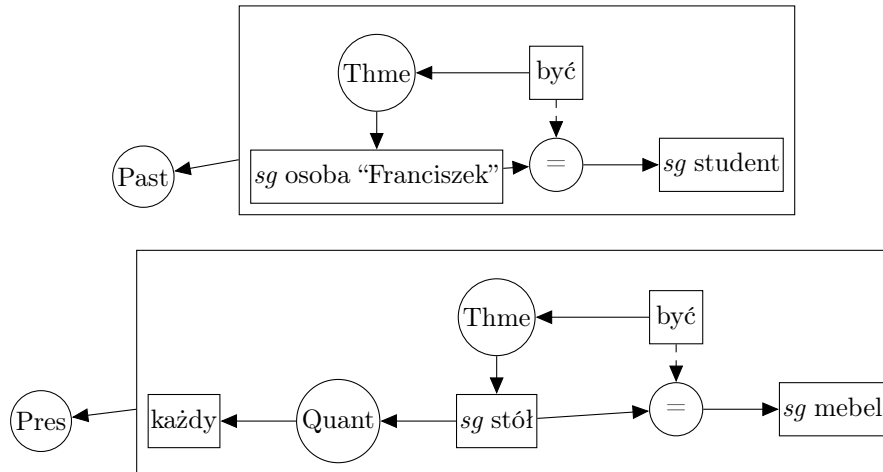 Thme być
Past sg osoba “Franciszek” = sg student
Thme być
Pres każdy Quant sg stół = sg mebel